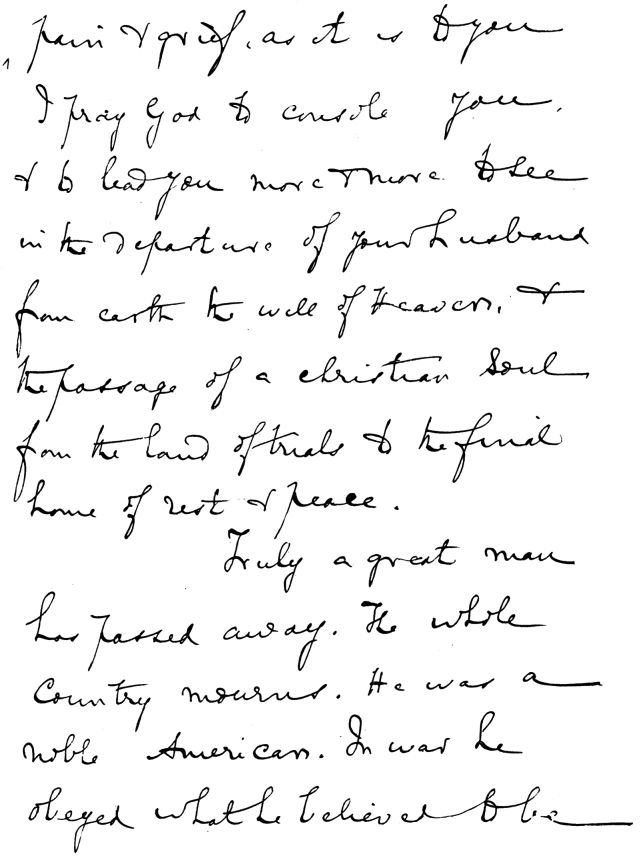 pain & grief, as it is to you
I pray God to console you,
& to lead you more & more to see
in the departure of your husband
from earth the will of Heaven, &
the passage of a christian soul
from the land of trials to the final
home of rest & peace.
Truly a great man
has passed away. The whole
Country mourns. He was a
noble American. In war he
obeyed what he believed to be